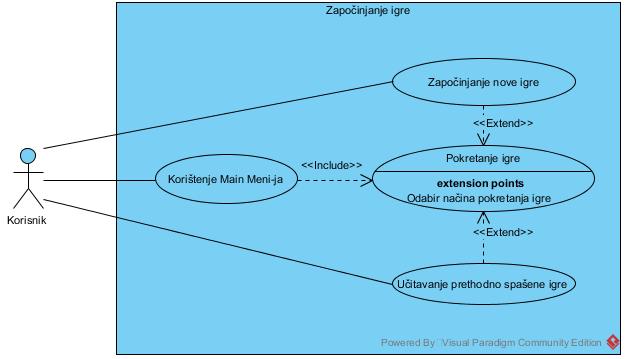 Započinjanje igre
Započinjanje nove igre
<<Extend>>
Pokretanje igre
<<Include>>
Korištenje Main Meni-ja
extension points
Odabir načina pokretanja igre
Korisnik
<<Extend>>
Učitavanje prethodno spašene igre
Powered By Visual Paradigm Community Edition